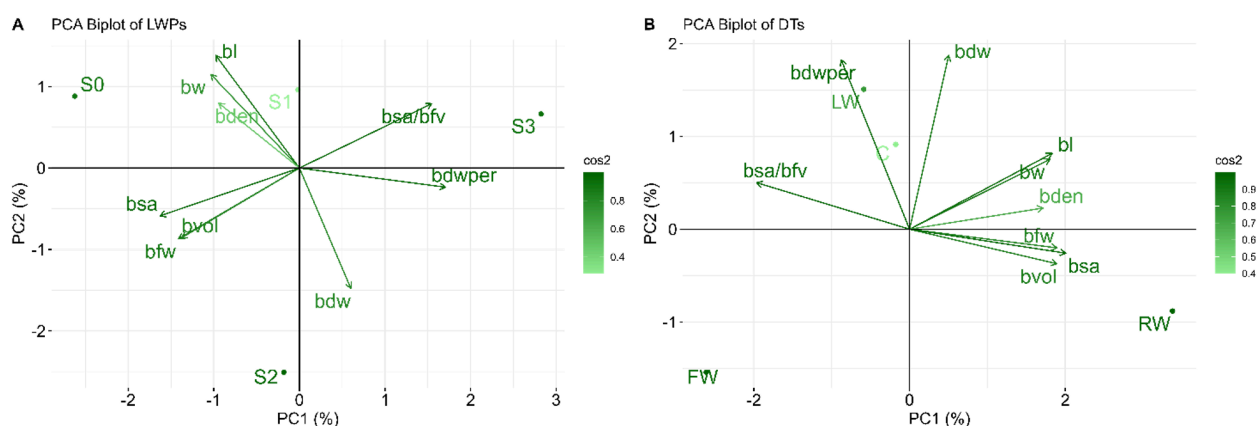 A PCA Biplot of LWPs
bl
S0
bw
1
S1
bden
bsa/bfv
S3
cos2
0.8
0.6
0.4
PC2 (%)
0
bdwper
bsa
bvol
bfw
-1
bdw
-2
S2
-2 -1 0 1 2 3
PC1 (%)
B PCA Biplot of DTs
2
bdw
bdwper
LW
1
C
bl
bw
bsa/bfv
bden
cos2
0.9
0.8
0.7
0.6
0.5
0.4
PC2 (%)
0
bfw
bsa
bvol
-1
RW
FW
-2 0 2
PC1 (%)